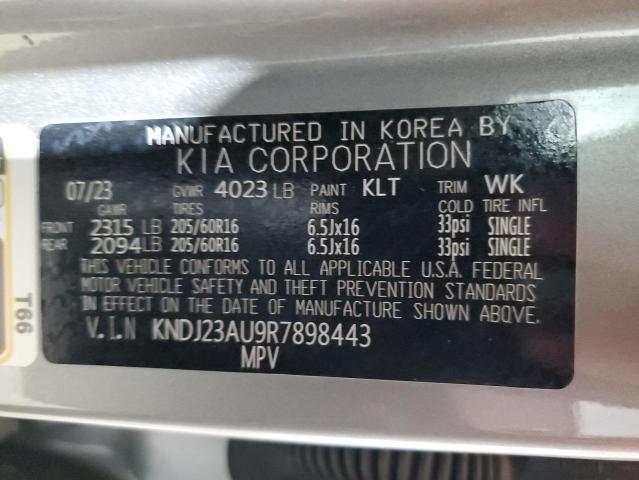 MANUFACTURED IN KOREA BY
KIA CORPORATION
07/23 GVWR 4023 LB PAINT KLT TRIM WK
GAWR TIRES RIMS COLD TIRE INFL
FRONT 2315 LB 205/60R16 6.5Jx16 33psi SINGLE
REAR 2094 LB 205/60R16 6.5Jx16 33psi SINGLE
THIS VEHICLE CONFORMS TO ALL APPLICABLE U.S.A. FEDERAL
MOTOR VEHICLE SAFETY AND THEFT PREVENTION STANDARDS
IN EFFECT ON THE DATE OF MANUFACTURE SHOWN ABOVE.
V.I.N KNDJ23AU9R7898443
MPV
T66